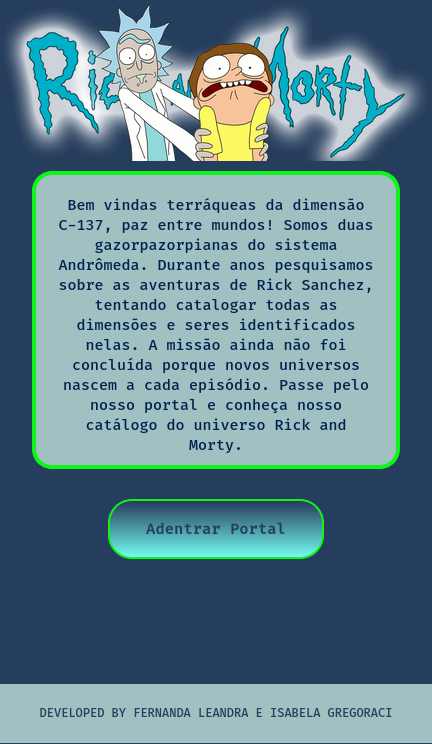 Rick and Morty
Bem vindas terráqueas da dimensão
C-137, paz entre mundos! Somos duas
gazorpazorpianas do sistema
Andrômeda. Durante anos pesquisamos
sobre as aventuras de Rick Sanchez,
tentando catalogar todas as
dimensões e seres identificados
nelas. A missão ainda não foi
concluída porque novos universos
nascem a cada episódio. Passe pelo
nosso portal e conheça nosso
catálogo do universo Rick and
Morty.
Adentrar Portal
DEVELOPED BY FERNANDA LEANDRA E ISABELA GREGORACI